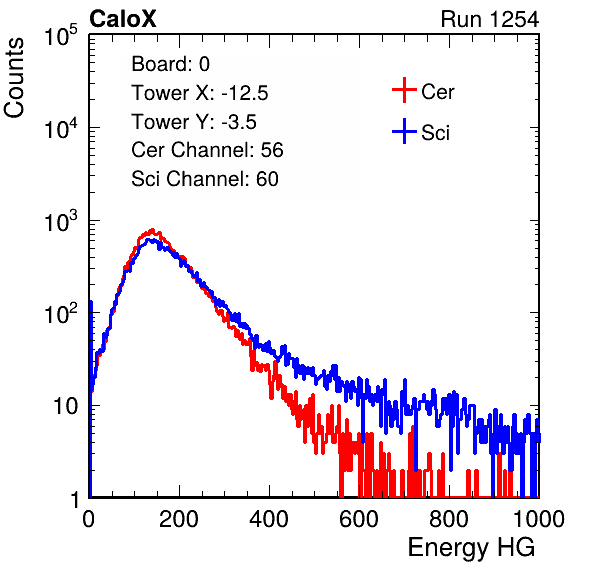 CaloX Run 1254
Counts
Board: 0
Tower X: -12.5
Tower Y: -3.5
Cer Channel: 56
Sci Channel: 60
Cer
Sci
10^5
10^4
10^3
10^2
10
1
0 200 400 600 800 1000
Energy HG